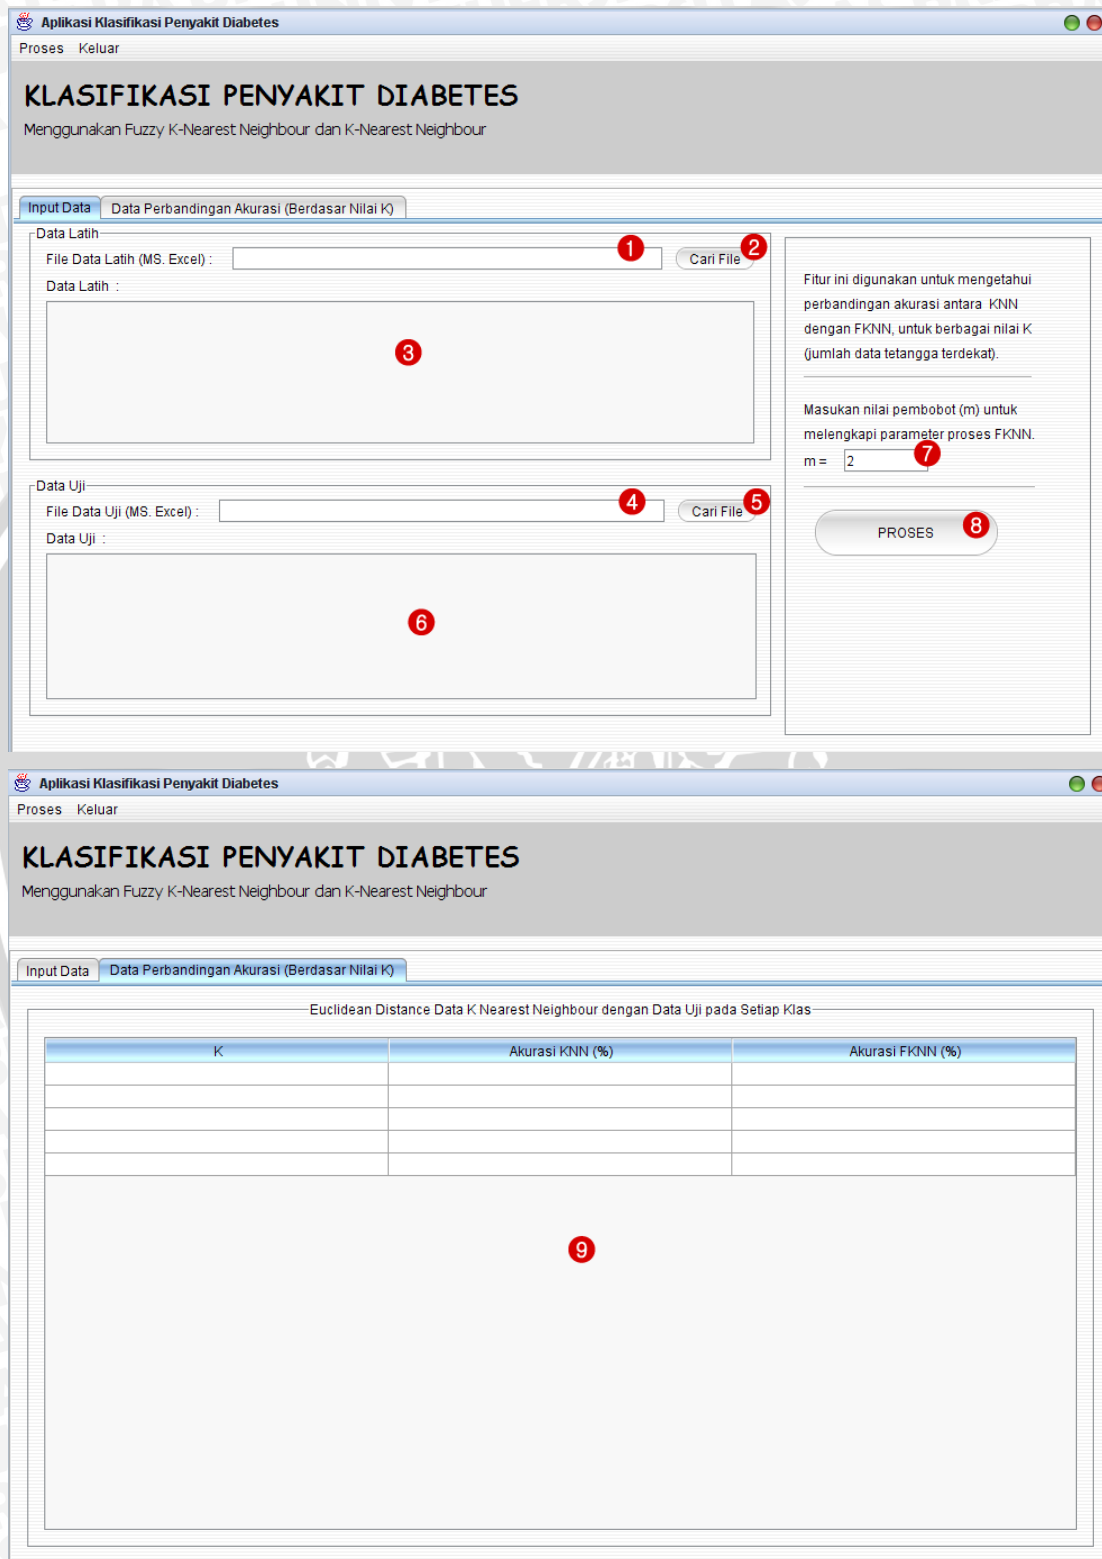 Aplikasi Klasifikasi Penyakit Diabetes
Proses Keluar
KLASIFIKASI PENYAKIT DIABETES
Menggunakan Fuzzy K-Nearest Neighbour dan K-Nearest Neighbour
Input Data Data Perbandingan Akurasi (Berdasar Nilai K)
Data Latih
File Data Latih (MS. Excel) : 1 Cari File 2
Data Latih :
3
Data Uji
File Data Uji (MS. Excel) : 4 Cari File 5
Data Uji :
6
Fitur ini digunakan untuk mengetahui
perbandingan akurasi antara KNN
dengan FKNN, untuk berbagai nilai K
(jumlah data tetangga terdekat).
Masukan nilai pembobot (m) untuk
melengkapi parameter proses FKNN.
m = 2 7
PROSES 8
Aplikasi Klasifikasi Penyakit Diabetes
Proses Keluar
KLASIFIKASI PENYAKIT DIABETES
Menggunakan Fuzzy K-Nearest Neighbour dan K-Nearest Neighbour
Input Data Data Perbandingan Akurasi (Berdasar Nilai K)
Euclidean Distance Data K Nearest Neighbour dengan Data Uji pada Setiap Klas
K Akurasi KNN (%) Akurasi FKNN (%)
9